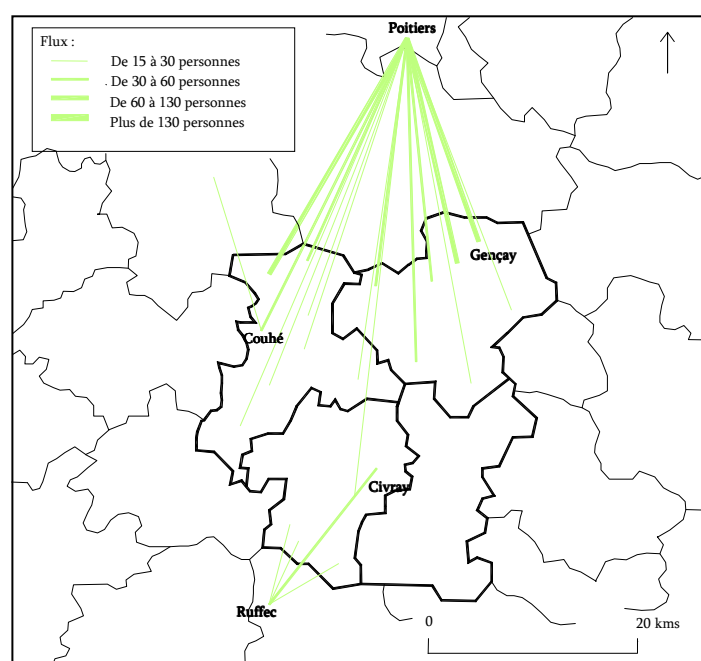 Poitiers
Flux :
De 15 à 30 personnes
De 30 à 60 personnes
De 60 à 130 personnes
Plus de 130 personnes
Gençay
Couhé
Civray
Ruffec
0 20 kms